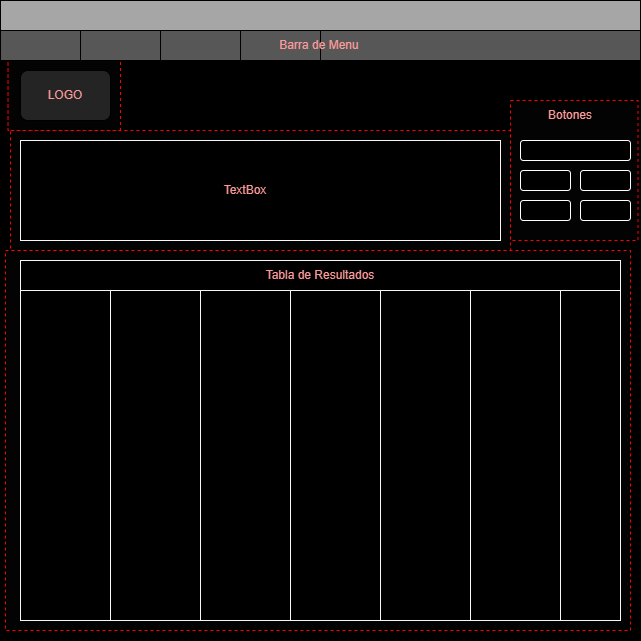 Barra de Menu
LOGO
Botones
TextBox
Tabla de Resultados